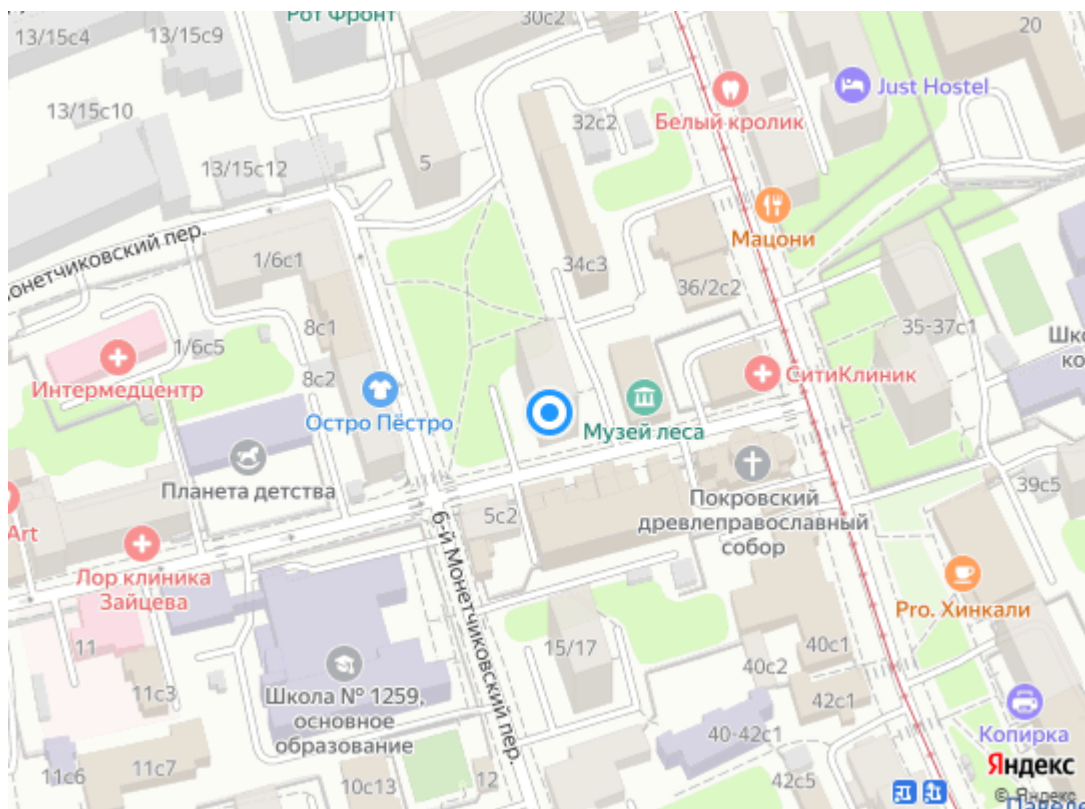 Рот Фронт
30с2
20
13/15с4
13/15с9
Just Hostel
13/15с10
32с2
Белый кролик
13/15с12
5
Мацони
1/6с1
34с3
36/2с2
8с1
35-37с1
1/6с5
Интермедцентр
8с2
СитиКлиник
Остро Пёстро
Музей леса
Планета детства
Покровский
древлеправославный
собор
39с5
Art
5с2
6-й Монетчиковский пер.
Лор клиника
Зайцева
Pro. Хинкали
11
15/17
40с1
Школа № 1259,
основное
образование
40с2
11с3
42с1
40-42с1
Копирка
11с6
11с7
10с13
12
42с5
Яндекс
© Яндекс